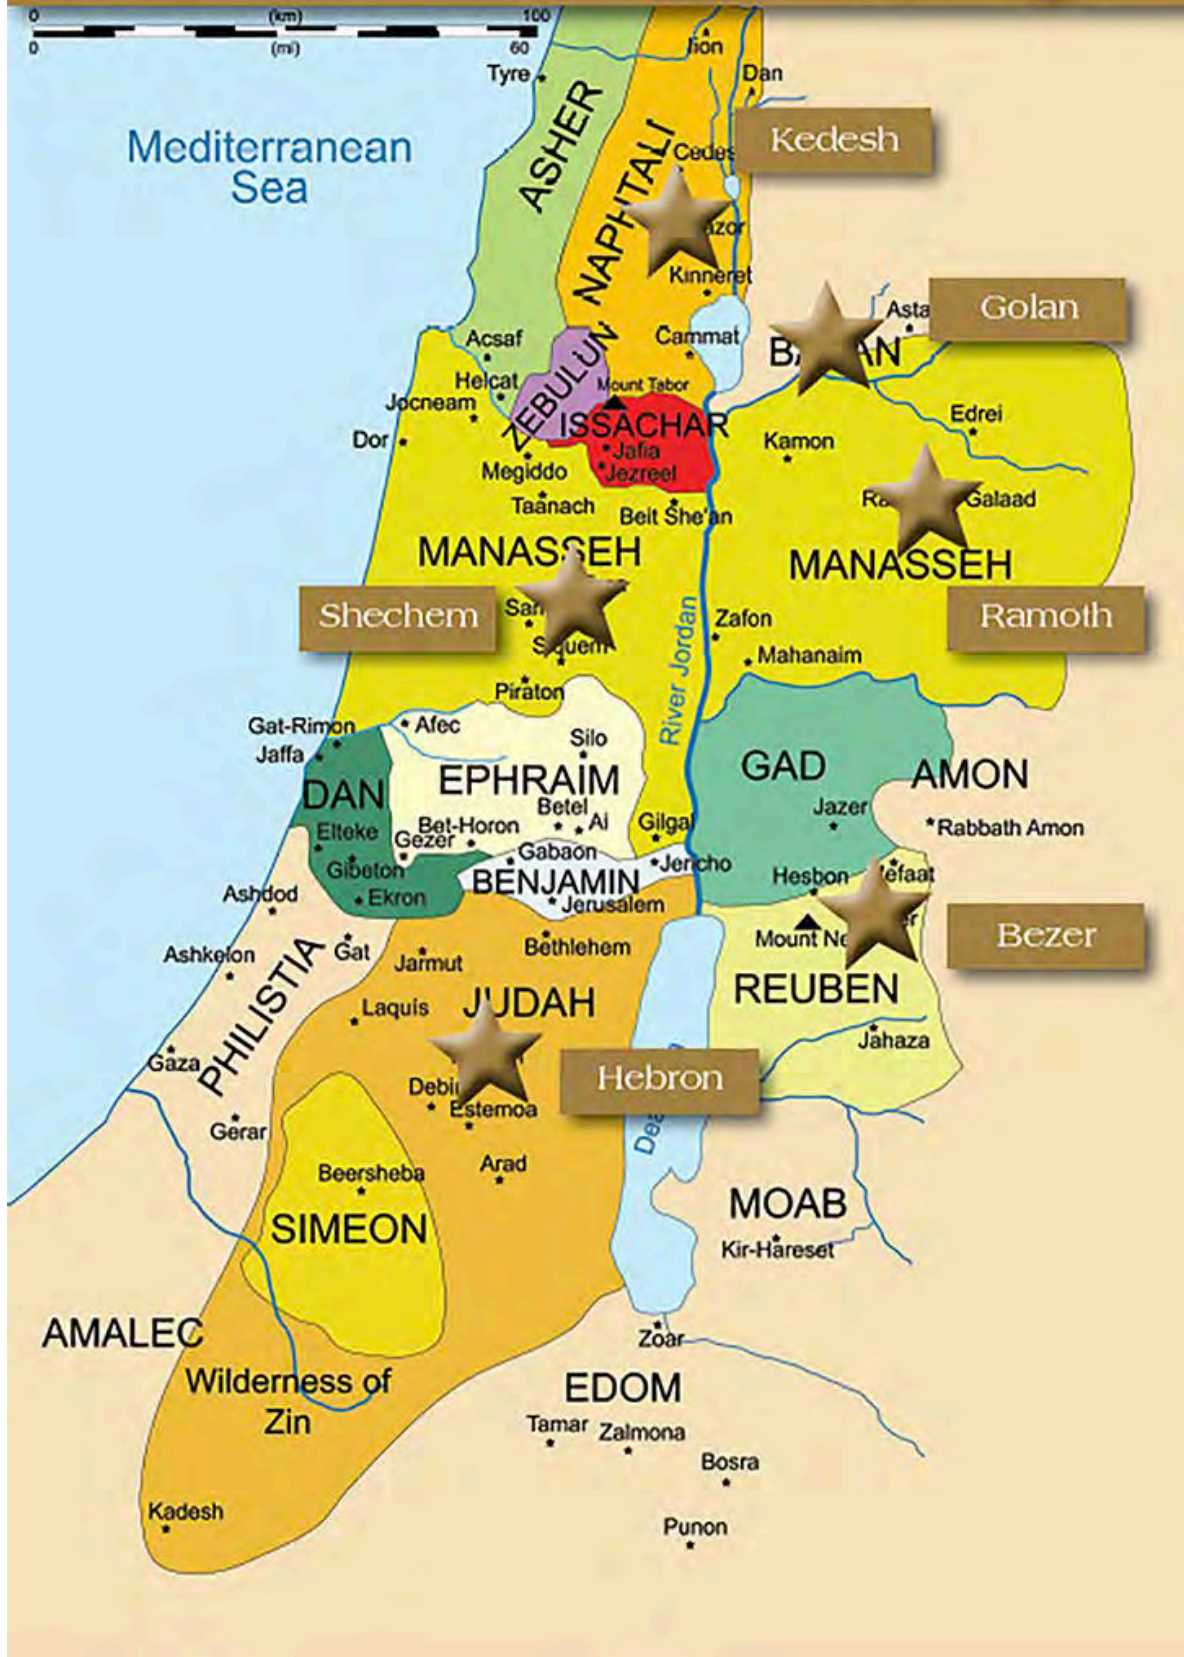 0 (km) 100
0 (mi) 60
Ijion
Tyre
Dan
ASHER
NAPHTALI
Kedesh
Mediterranean
Sea
Cedes
Kinneret
Golan
Acsaf
Cammat
ZEBULUN
Helcat
Mount Tabor
Jocneam
ISSACHAR
Edrei
Dor
Kamon
Jafia
Megiddo
Jezreel
Taanach
Galaad
Beit She'an
MANASSEH
MANASSEH
Shechem
Ramoth
Zafon
River Jordan
Mahanaim
Piraton
Gat-Rimon
Afec
Jaffa
Silo
GAD
AMON
DAN
EPHRAIM
Betel
Jazer
Elteke
Bet-Horon
Ai
Gilgal
Rabbath Amon
Gezer
Gabaon
Gibeton
Jericho
BENJAMIN
Hesbon
Ashdod
Ekron
Jerusalem
Bezer
Ashkelon
Gat
Bethlehem
Jarmut
PHILISTIA
JUDAH
REUBEN
Laquis
Jahaza
Gaza
Hebron
Estemoa
Gerar
Arad
Beersheba
MOAB
SIMEON
Kir-Hareset
AMALEC
Zoar
Wilderness of
Zin
EDOM
Tamar
Zalmona
Bosra
Kadesh
Punon